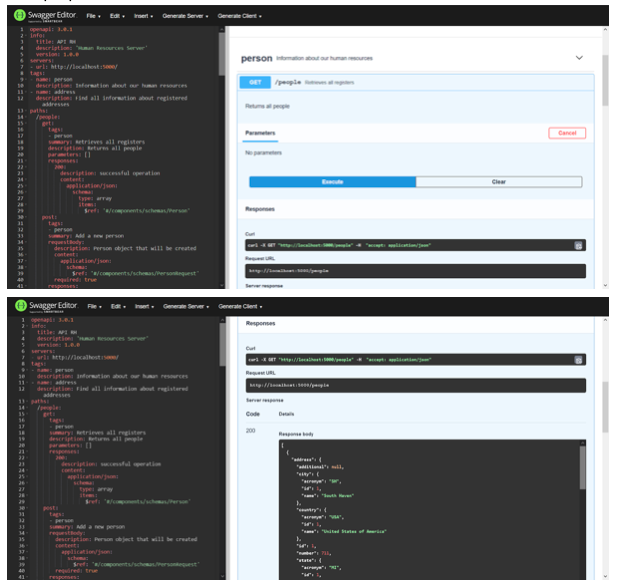 Swagger Editor
File
Edit
Insert
Generate Server
Generate Client
1 openapi: 3.0.1
2 info:
3 title: API RH
4 description: "Human Resources Server"
5 version: 1.0.0
6 servers:
7 - url: http://localhost:5000/
8 tags:
9 - name: person
10 description: Information about our human resources
11 - name: address
12 description: Find all information about registered
addresses
13 paths:
14 /people:
15 get:
16 tags:
17 - person
18 summary: Retrieves all registers
19 description: Returns all people
20 parameters: []
21 responses:
22 200:
23 description: successful operation
24 content:
25 application/json:
26 schema:
27 type: array
28 items:
29 $ref: '#/components/schemas/Person'
30 post:
31 tags:
32 - person
33 summary: Add a new person
34 requestBody:
35 description: Person object that will be created
36 content:
37 application/json:
38 schema:
39 $ref: '#/components/schemas/PersonRequest'
40 required: true
41 responses:
person Information about our human resources
GET /people Retrieves all registers
Returns all people
Parameters
Cancel
No parameters
Execute
Clear
Responses
Curl
curl -X GET "http://localhost:5000/people" -H "accept: application/json"
Request URL
http://localhost:5000/people
Server response
Swagger Editor
File
Edit
Insert
Generate Server
Generate Client
1 openapi: 3.0.1
2 info:
3 title: API RH
4 description: "Human Resources Server"
5 version: 1.0.0
6 servers:
7 - url: http://localhost:5000/
8 tags:
9 - name: person
10 description: Information about our human resources
11 - name: address
12 description: Find all information about registered
addresses
13 paths:
14 /people:
15 get:
16 tags:
17 - person
18 summary: Retrieves all registers
19 description: Returns all people
20 parameters: []
21 responses:
22 200:
23 description: successful operation
24 content:
25 application/json:
26 schema:
27 type: array
28 items:
29 $ref: '#/components/schemas/Person'
30 post:
31 tags:
32 - person
33 summary: Add a new person
34 requestBody:
35 description: Person object that will be created
36 content:
37 application/json:
38 schema:
39 $ref: '#/components/schemas/PersonRequest'
40 required: true
41 responses:
Responses
Curl
curl -X GET "http://localhost:5000/people" -H "accept: application/json"
Request URL
http://localhost:5000/people
Server response
Code Details
200
Response body
[
{
"address": {
"additional": null,
"city": {
"acronym": "SH",
"id": 1,
"name": "South Haven"
},
"country": {
"acronym": "USA",
"id": 1,
"name": "United States of America"
},
"id": 1,
"number": 711,
"state": {
"acronym": "MI",
"id": 1,